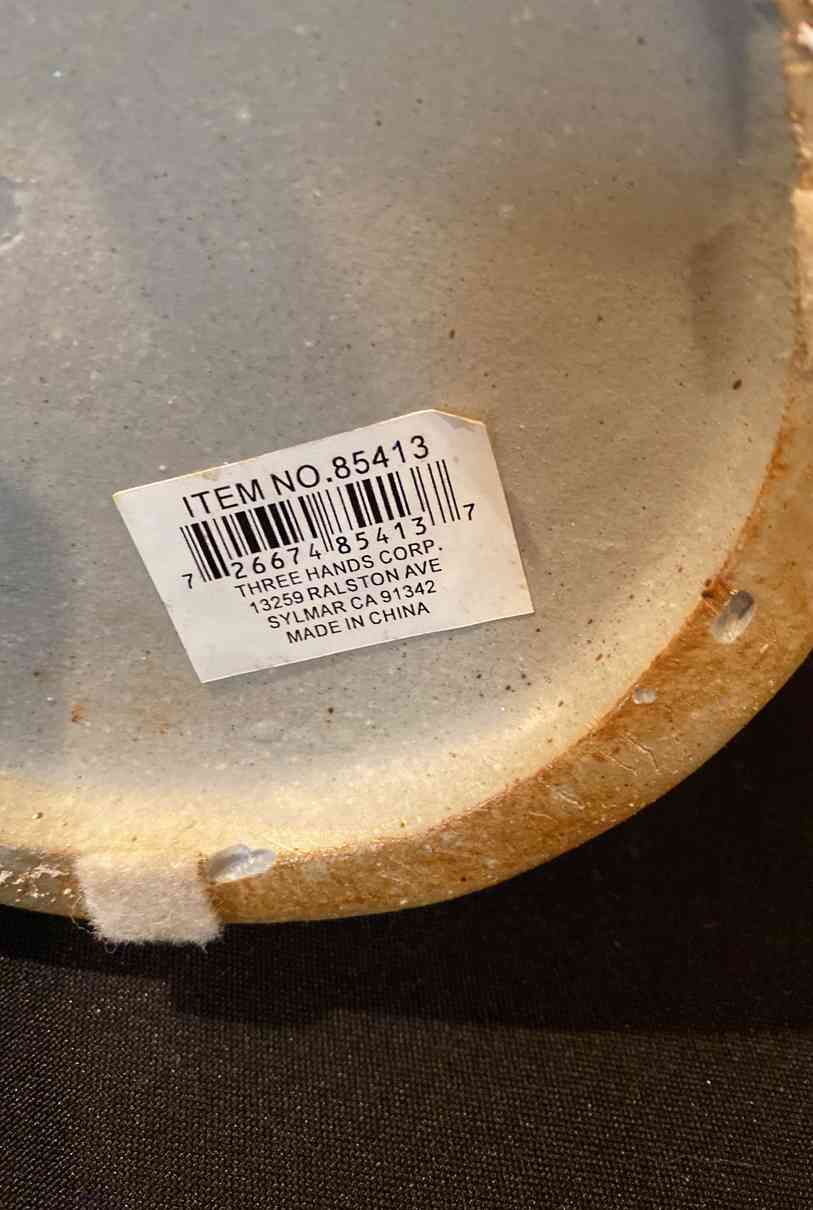 ITEM NO.85413
7 26674 85413 7
THREE HANDS CORP.
13259 RALSTON AVE
SYLMAR CA 91342
MADE IN CHINA